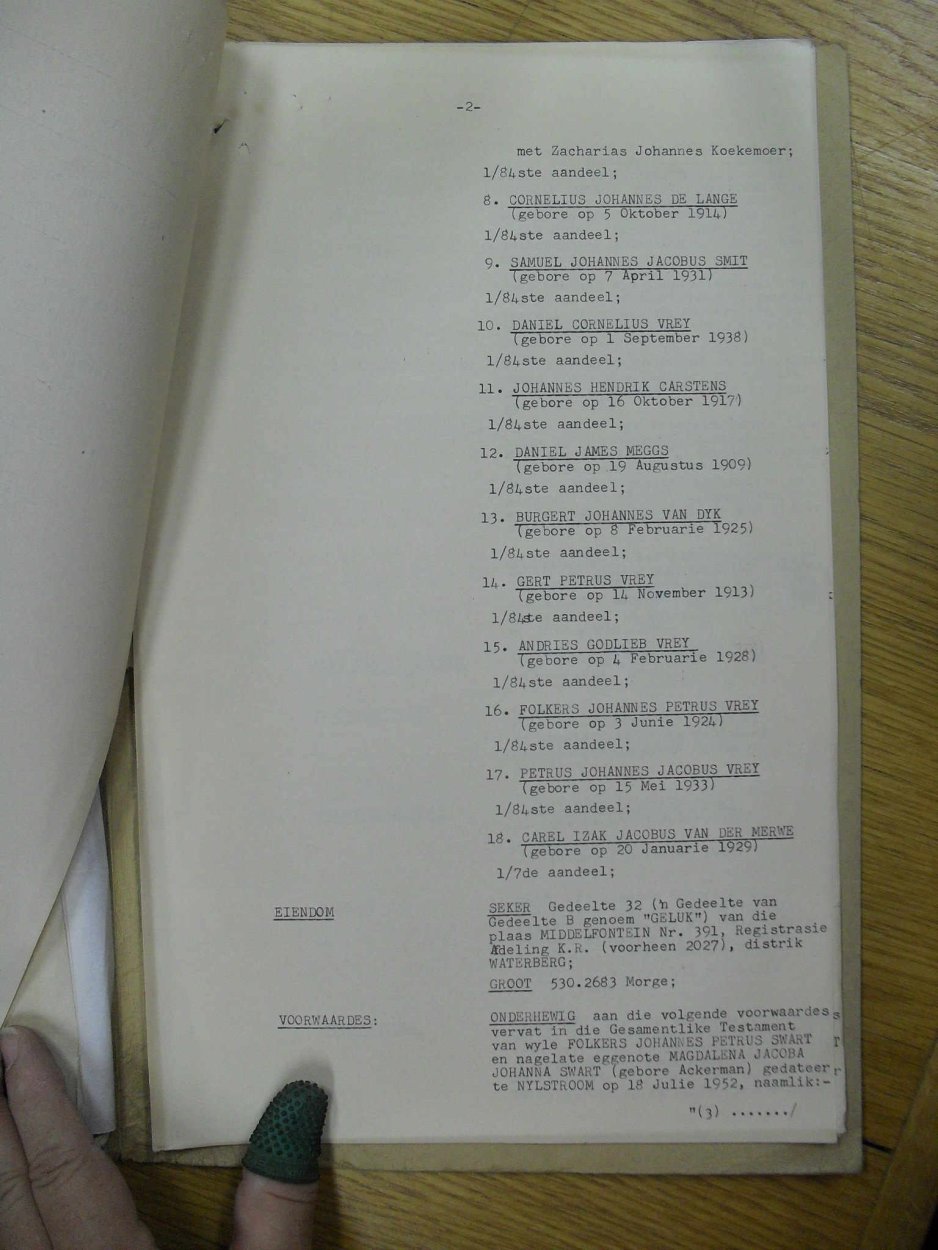 -2-
met Zacharias Johannes Koekemoer;
1/84ste aandeel;
8. CORNELIUS JOHANNES DE LANGE
(gebore op 5 Oktober 1914)
1/84ste aandeel;
9. SAMUEL JOHANNES JACOBUS SMIT
(gebore op 7 April 1931)
1/84ste aandeel;
10. DANIEL CORNELIUS VREY
(gebore op 1 September 1938)
1/84ste aandeel;
11. JOHANNES HENDRIK CARSTENS
(gebore op 16 Oktober 1917)
1/84ste aandeel;
12. DANIEL JAMES MEGGS
(gebore op 19 Augustus 1909)
1/84ste aandeel;
13. BURGERT JOHANNES VAN DYK
(gebore op 8 Februarie 1925)
1/84ste aandeel;
14. GERT PETRUS VREY
(gebore op 14 November 1913)
1/84ste aandeel;
15. ANDRIES GODLIEB VREY
(gebore op 4 Februarie 1928)
1/84ste aandeel;
16. FOLKERS JOHANNES PETRUS VREY
(gebore op 3 Junie 1924)
1/84ste aandeel;
17. PETRUS JOHANNES JACOBUS VREY
(gebore op 15 Mei 1933)
1/84ste aandeel;
18. CAREL IZAK JACOBUS VAN DER MERWE
(gebore op 20 Januarie 1929)
1/7de aandeel;
EIENDOM
SEKER Gedeelte 32 ('n Gedeelte van
Gedeelte B genoem "GELUK") van die
plaas MIDDELFONTEIN Nr. 391, Registrasie
Adeling K.R. (voorheen 2027), distrik
WATERBERG;
GROOT 530.2683 Morge;
VOORWAARDES:
ONDERHEWIG aan die volgende voorwaardes
vervat in die Gesamentlike Testament
van wyle FOLKERS JOHANNES PETRUS SWART
en nagelate eggenote MAGDALENA JACOBA
JOHANNA SWART (gebore Ackerman) gedateer
te NYLSTROOM op 18 Julie 1952, naamlik:-
"(3) ......./